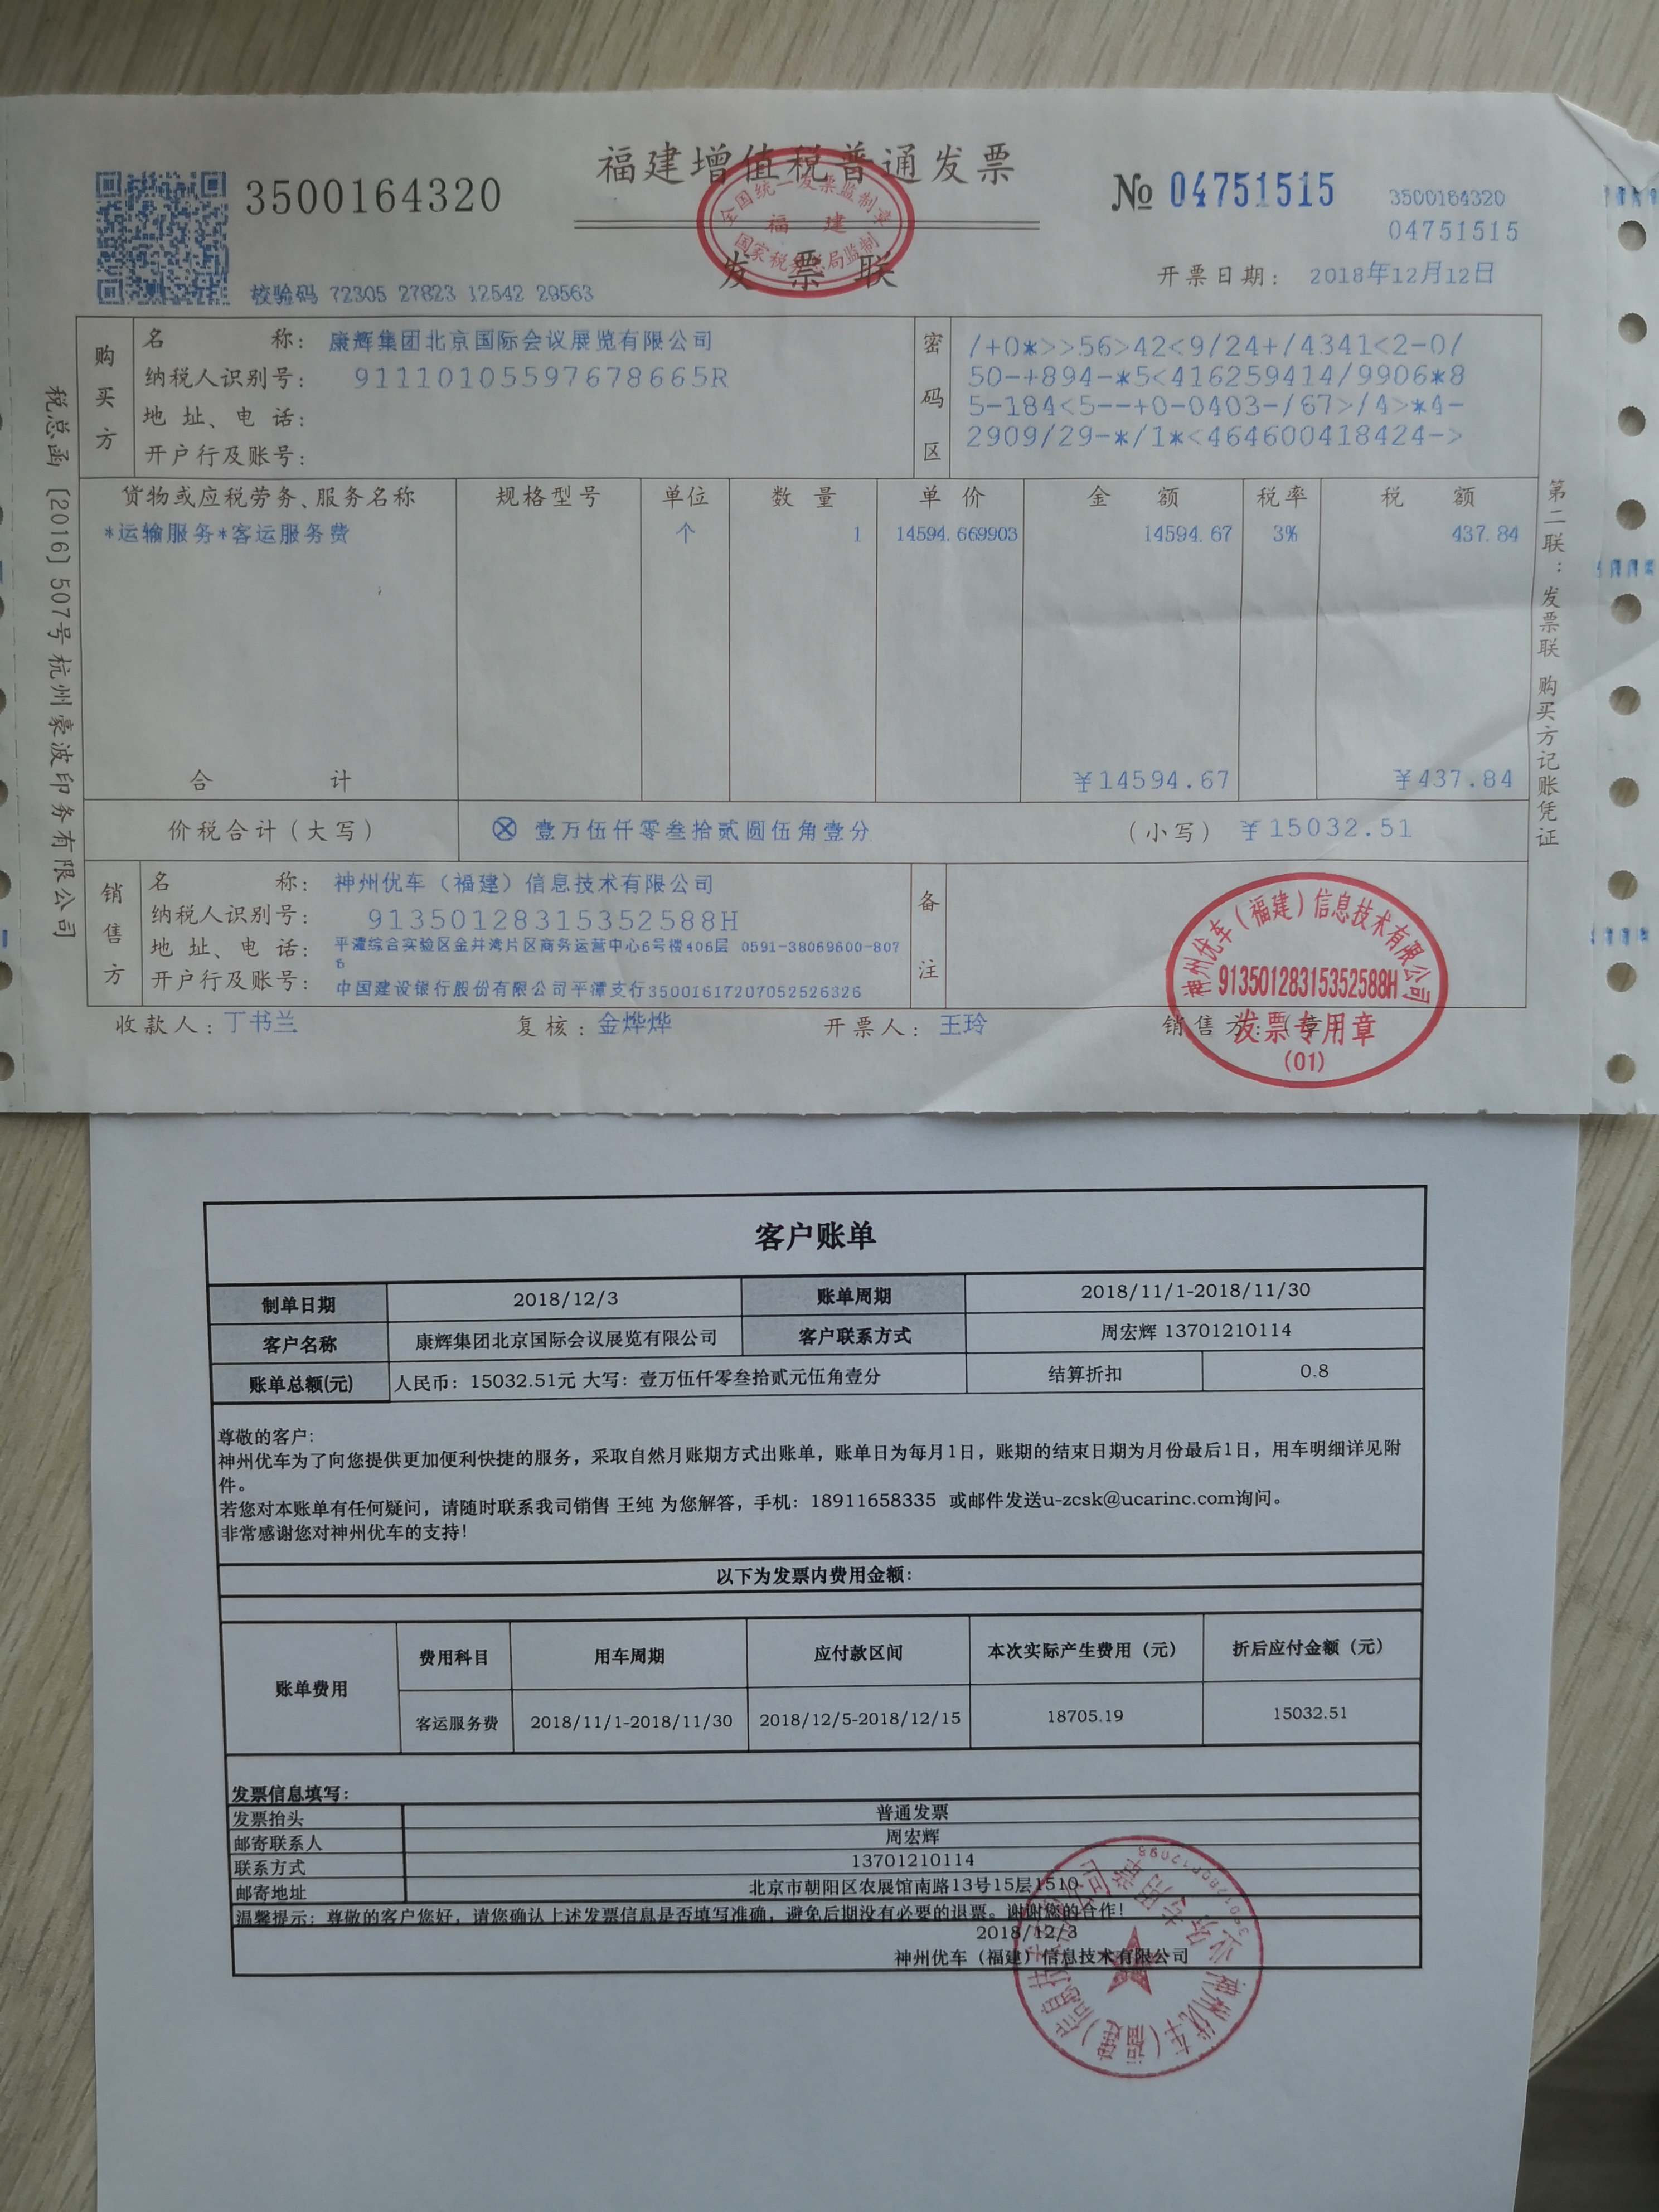 福建增值税普通发票
3500164320
№ 04751515
3500164320
04751515
全国统一发票监制章
福 建
国家税务总局监制
发票联
校验码 72305 27823 12542 29563
开票日期: 2018年12月12日
税总函〔2016〕507号杭州豪波印务有限公司
购买方
名 称: 康辉集团北京国际会议展览有限公司
纳税人识别号: 91110105597678665R
地 址、电 话:
开户行及账号:
密码区
/+0*>>56>42<9/24+/4341<2-0/
50-+894-*5<416259414/9906*8
5-184<5--+0-0403-/67>/4>*4-
2909/29-*/1*<464600418424->
货物或应税劳务、服务名称 规格型号 单位 数 量 单 价 金 额 税率 税 额
*运输服务*客运服务费 个 1 14594.669903 14594.67 3% 437.84
合 计 ¥14594.67 ¥437.84
价税合计(大写) ⊗ 壹万伍仟零叁拾贰圆伍角壹分 (小写) ¥15032.51
销售方
名 称: 神州优车(福建)信息技术有限公司
纳税人识别号: 91350128315352588H
地 址、电 话: 平潭综合实验区金井湾片区商务运营中心6号楼406层 0591-38069600-807
8
开户行及账号: 中国建设银行股份有限公司平潭支行35001617207052526326
备注
第二联:发票联 购买方记账凭证
收款人: 丁书兰 复核: 金烨烨 开票人: 王玲 销售方:(章)
神州优车(福建)信息技术有限公司
91350128315352588H
发票专用章
(01)
客户账单
制单日期 2018/12/3 账单周期 2018/11/1-2018/11/30
客户名称 康辉集团北京国际会议展览有限公司 客户联系方式 周宏辉 13701210114
账单总额(元) 人民币: 15032.51元 大写: 壹万伍仟零叁拾贰元伍角壹分 结算折扣 0.8
尊敬的客户:
神州优车为了向您提供更加便利快捷的服务，采取自然月账期方式出账单，账单日为每月1日，账期的结束日期为月份最后1日，用车明细详见附
件。
若您对本账单有任何疑问，请随时联系我司销售 王纯 为您解答，手机: 18911658335 或邮件发送u-zcsk@ucarinc.com询问。
非常感谢您对神州优车的支持!
以下为发票内费用金额:
账单费用
费用科目 用车周期 应付款区间 本次实际产生费用（元） 折后应付金额（元）
客运服务费 2018/11/1-2018/11/30 2018/12/5-2018/12/15 18705.19 15032.51
发票信息填写:
发票抬头 普通发票
邮寄联系人 周宏辉
联系方式 13701210114
邮寄地址 北京市朝阳区农展馆南路13号15层1510
温馨提示: 尊敬的客户您好，请您确认上述发票信息是否填写准确，避免后期没有必要的退票。谢谢您的合作!
2018/12/3
神州优车（福建）信息技术有限公司